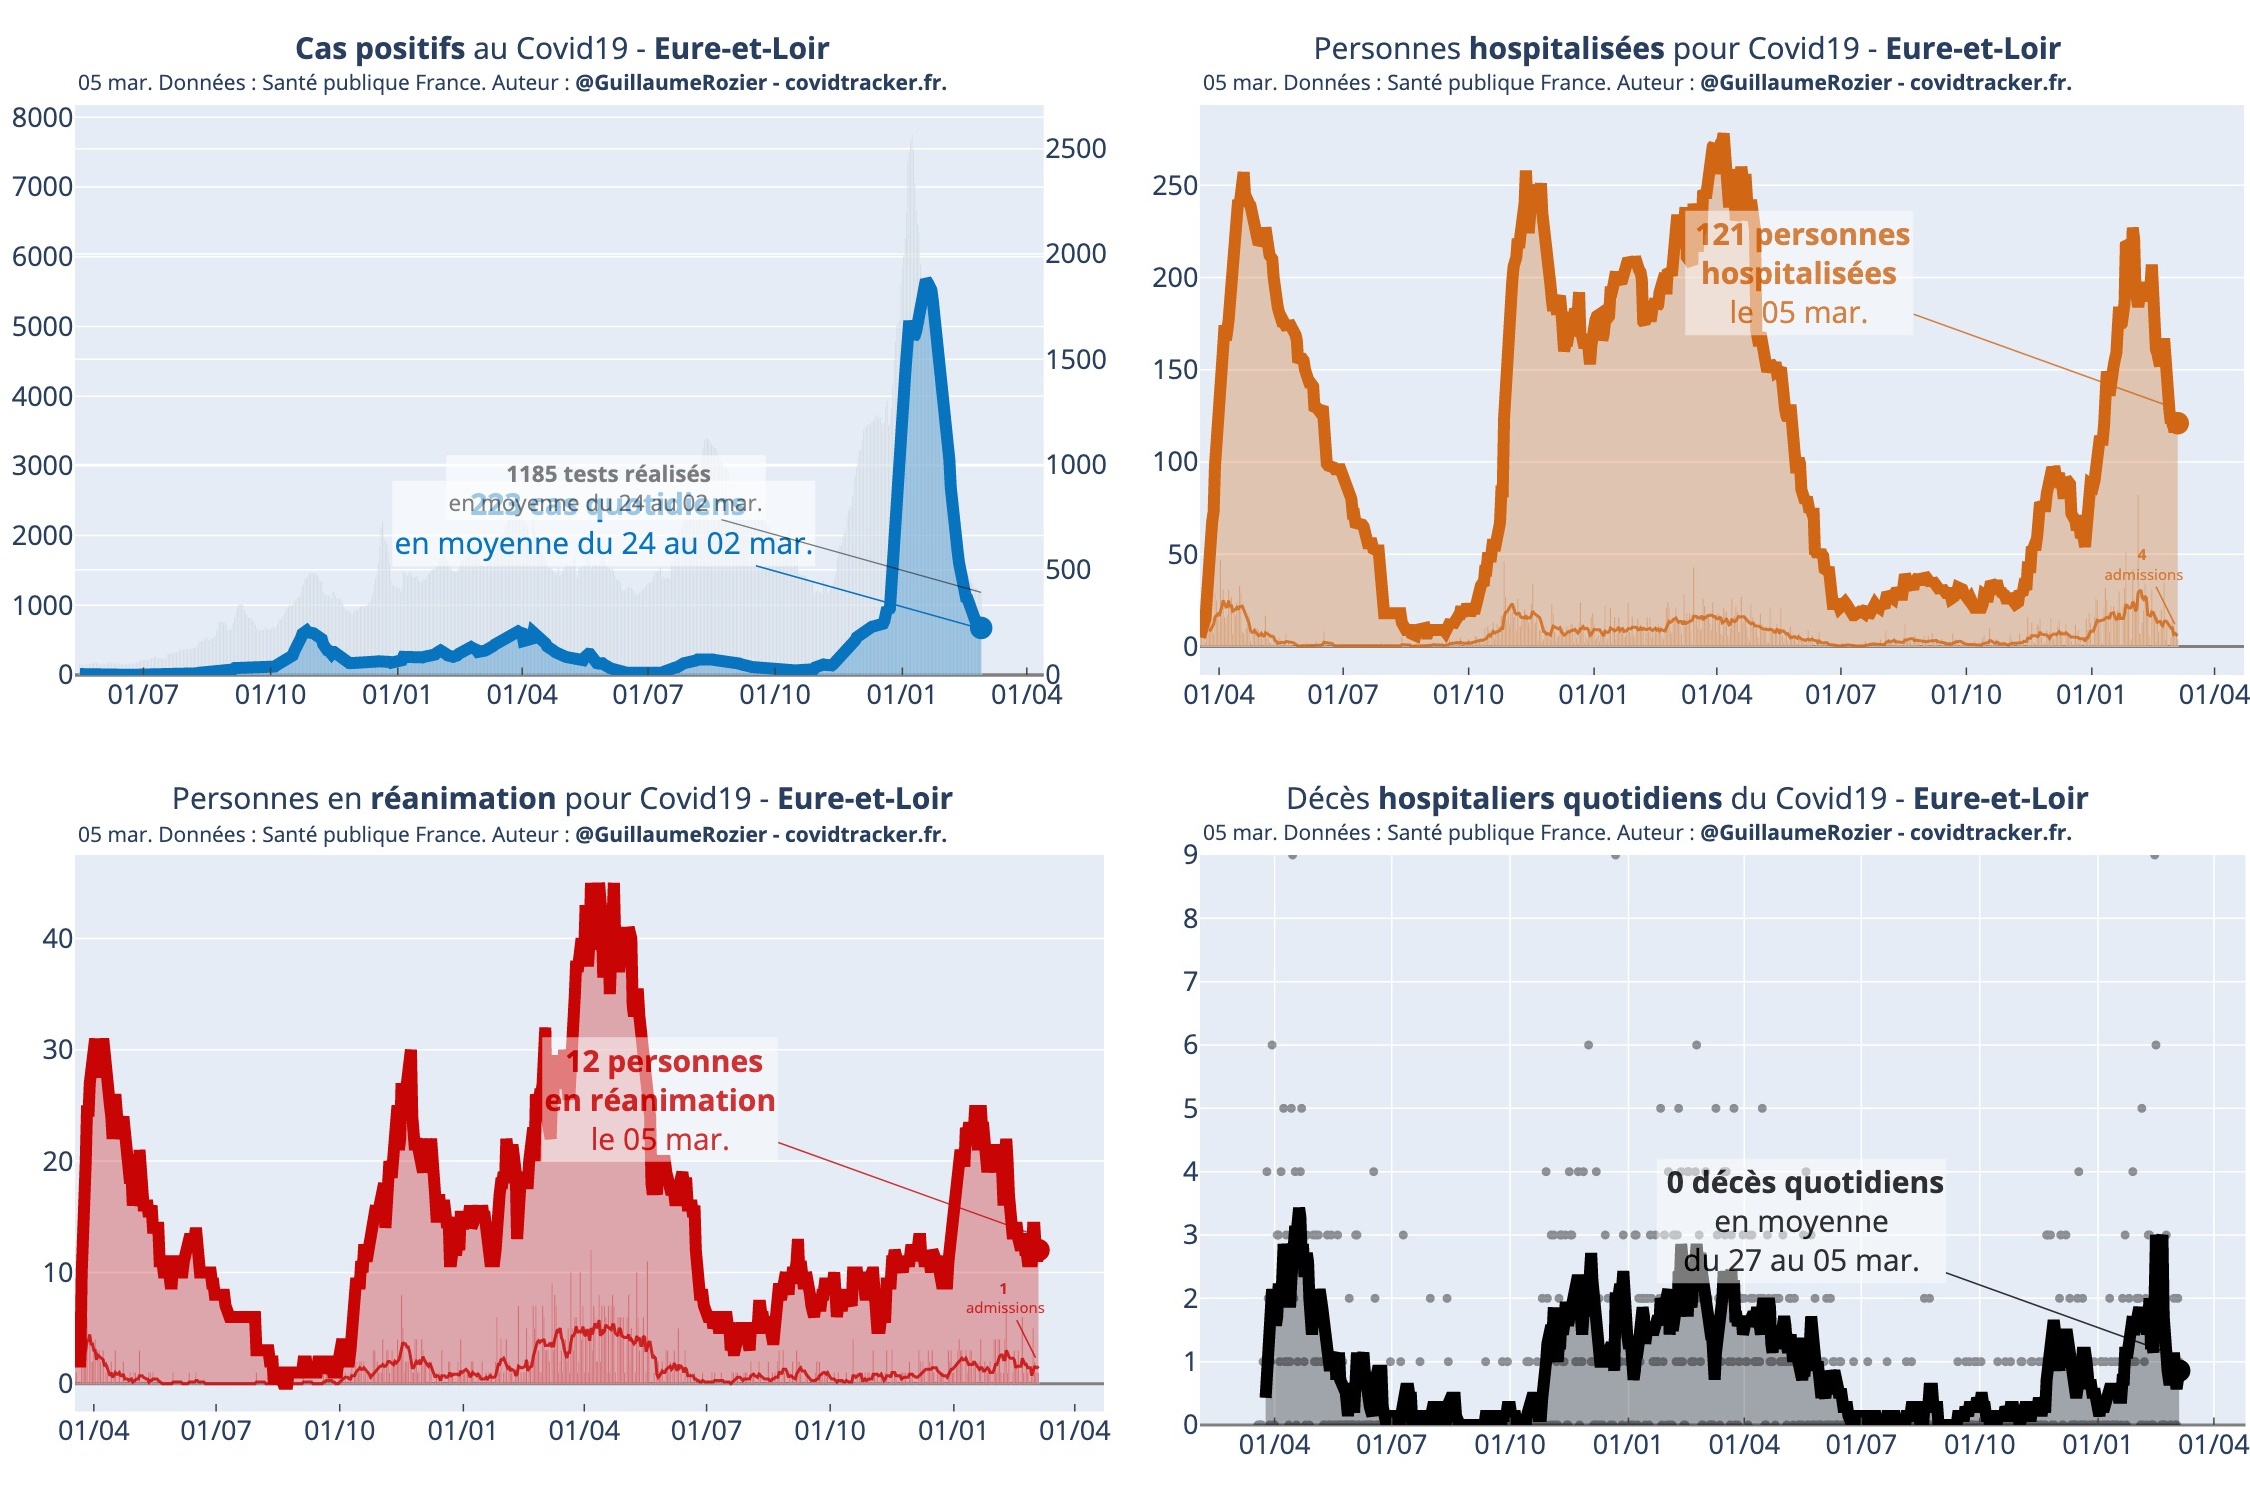 Cas positifs au Covid19 - Eure-et-Loir
05 mar. Données : Santé publique France. Auteur : @GuillaumeRozier - covidtracker.fr.
8000
7000
6000
5000
4000
3000
2000
1000
0
2500
2000
1500
1000
500
0
1185 tests réalisés
en moyenne du 24 au 02 mar.
223 cas quotidiens
en moyenne du 24 au 02 mar.
01/07 01/10 01/01 01/04 01/07 01/10 01/01 01/04
Personnes hospitalisées pour Covid19 - Eure-et-Loir
05 mar. Données : Santé publique France. Auteur : @GuillaumeRozier - covidtracker.fr.
250
200
150
100
50
0
121 personnes
hospitalisées
le 05 mar.
4
admissions
01/04 01/07 01/10 01/01 01/04 01/07 01/10 01/01 01/04
Personnes en réanimation pour Covid19 - Eure-et-Loir
05 mar. Données : Santé publique France. Auteur : @GuillaumeRozier - covidtracker.fr.
40
30
20
10
0
12 personnes
en réanimation
le 05 mar.
1
admissions
01/04 01/07 01/10 01/01 01/04 01/07 01/10 01/01 01/04
Décès hospitaliers quotidiens du Covid19 - Eure-et-Loir
05 mar. Données : Santé publique France. Auteur : @GuillaumeRozier - covidtracker.fr.
9
8
7
6
5
4
3
2
1
0
0 décès quotidiens
en moyenne
du 27 au 05 mar.
01/04 01/07 01/10 01/01 01/04 01/07 01/10 01/01 01/04